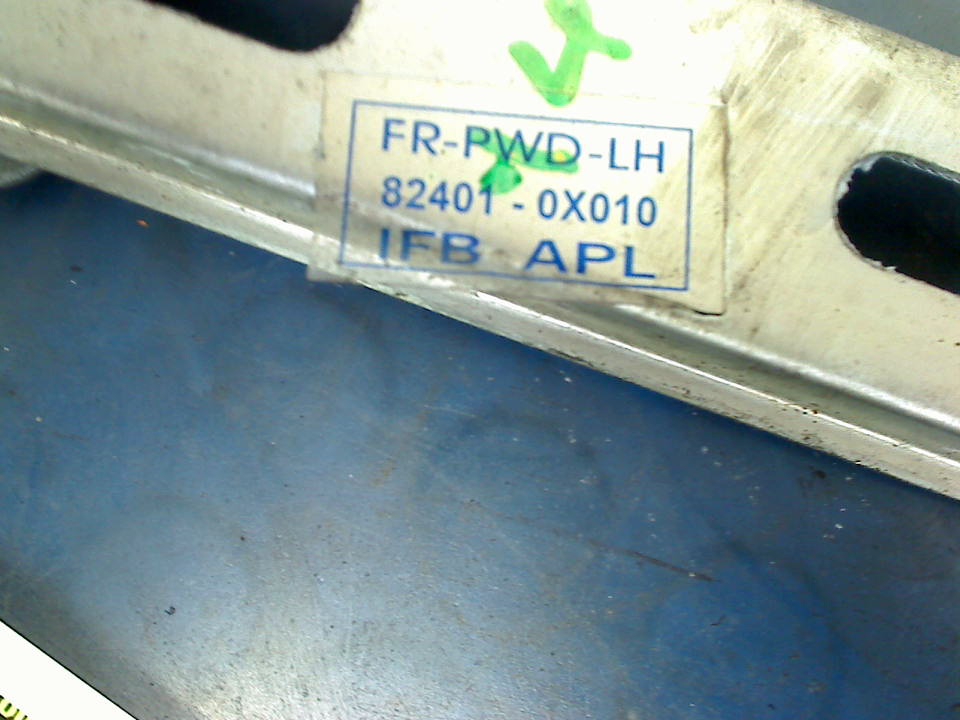 FR-PWD-LH
82401 - 0X010
IFB APL